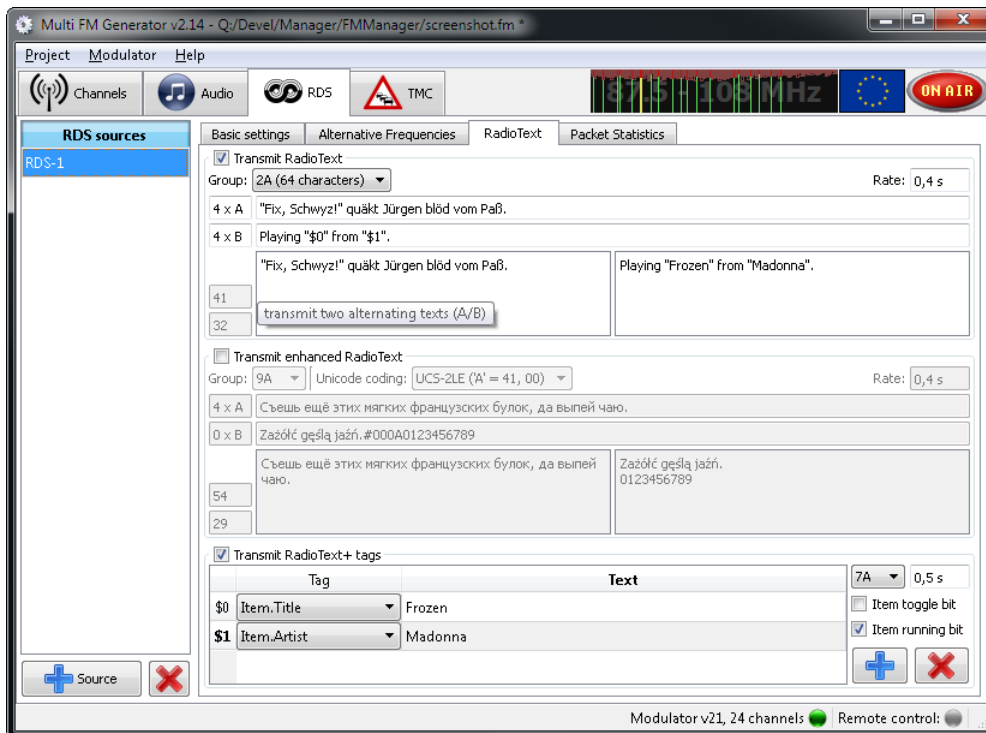 Multi FM Generator v2.14 - Q:/Devel/Manager/FMManager/screenshot.fm *
Project Modulator Help
Channels Audio RDS TMC 87.5 - 108 MHz ON AIR
RDS sources
RDS-1
Basic settings Alternative Frequencies RadioText Packet Statistics
Transmit RadioText
Group: 2A (64 characters) Rate: 0,4 s
4 x A "Fix, Schwyz!" quäkt Jürgen blöd vom Paß.
4 x B Playing "$0" from "$1".
"Fix, Schwyz!" quäkt Jürgen blöd vom Paß. Playing "Frozen" from "Madonna".
41
transmit two alternating texts (A/B)
32
Transmit enhanced RadioText
Group: 9A Unicode coding: UCS-2LE ('A' = 41, 00) Rate: 0,4 s
4 x A Съешь ещё этих мягких французских булок, да выпей чаю.
0 x B Zażółć gęślą jaźń.#000A0123456789
Съешь ещё этих мягких французских булок, да выпей Zażółć gęślą jaźń.
чаю. 0123456789
54
29
Transmit RadioText+ tags
Tag Text 7A 0,5 s
$0 Item.Title Frozen Item toggle bit
$1 Item.Artist Madonna Item running bit
Source
Modulator v21, 24 channels Remote control: